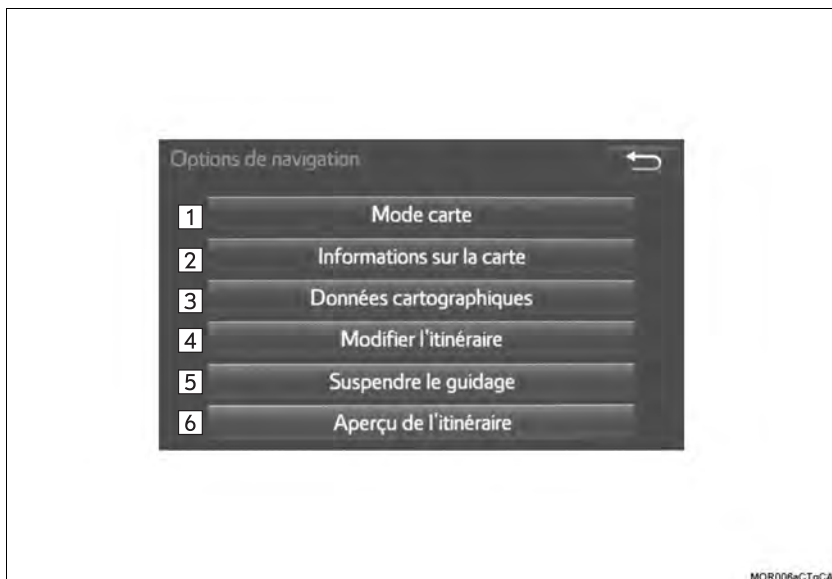 Options de navigation
1 Mode carte
2 Informations sur la carte
3 Données cartographiques
4 Modifier l'itinéraire
5 Suspendre le guidage
6 Aperçu de l'itinéraire